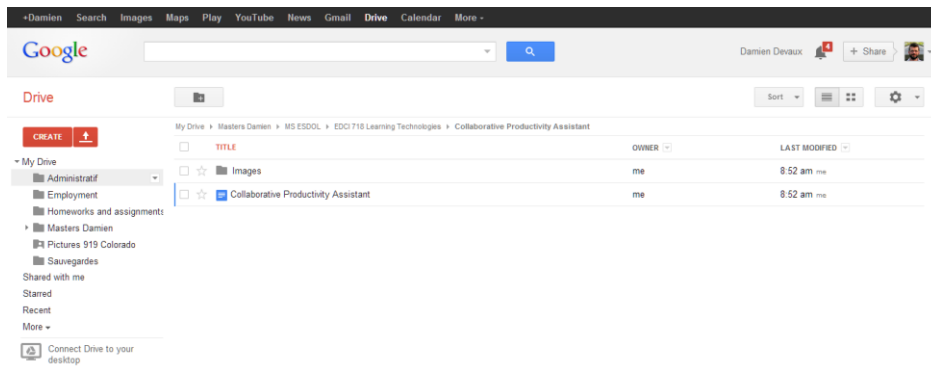 +Damien Search Images Maps Play YouTube News Gmail Drive Calendar More
Google
Damien Devaux 4 + Share
Drive
Sort
CREATE
My Drive Masters Damien MS ESDOL EDCI 718 Learning Technologies Collaborative Productivity Assistant
TITLE OWNER LAST MODIFIED
Images me 8:52 am me
Collaborative Productivity Assistant me 8:52 am me
My Drive
Administratif
Employment
Homeworks and assignments
Masters Damien
Pictures 919 Colorado
Sauvegardes
Shared with me
Starred
Recent
More
Connect Drive to your
desktop